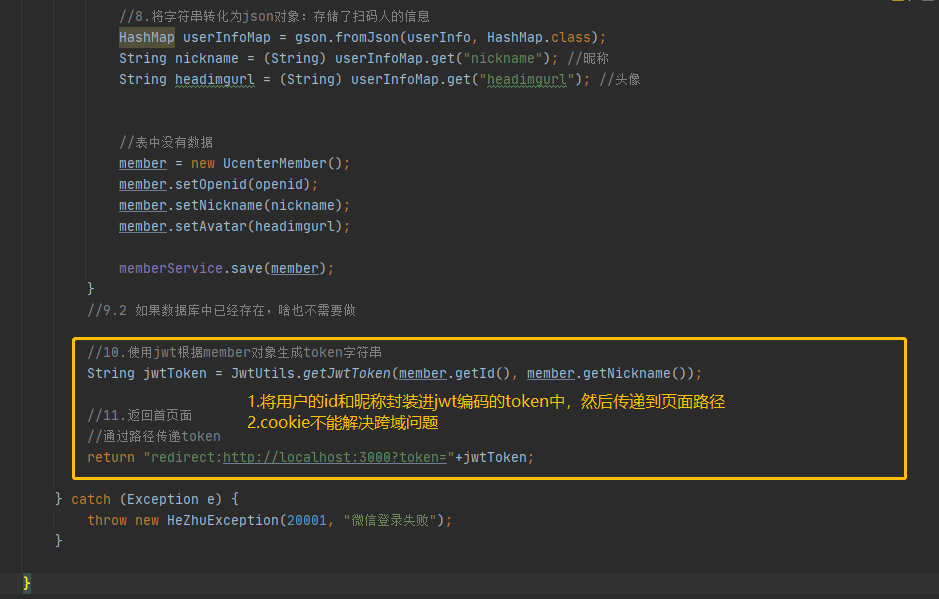 //8.将字符串转化为json对象：存储了扫码人的信息
HashMap userInfoMap = gson.fromJson(userInfo, HashMap.class);
String nickname = (String) userInfoMap.get("nickname"); //昵称
String headimgurl = (String) userInfoMap.get("headimgurl"); //头像
//表中没有数据
member = new UcenterMember();
member.setOpenid(openid);
member.setNickname(nickname);
member.setAvatar(headimgurl);
memberService.save(member);
}
//9.2 如果数据库中已经存在，啥也不需要做
//10.使用jwt根据member对象生成token字符串
String jwtToken = JwtUtils.getJwtToken(member.getId(), member.getNickname());
1.将用户的id和昵称封装进jwt编码的token中，然后传递到页面路径
//11.返回首页面
2.cookie不能解决跨域问题
//通过路径传递token
return "redirect:http://localhost:3000?token="+jwtToken;
} catch (Exception e) {
throw new HeZhuException(20001, "微信登录失败");
}
}